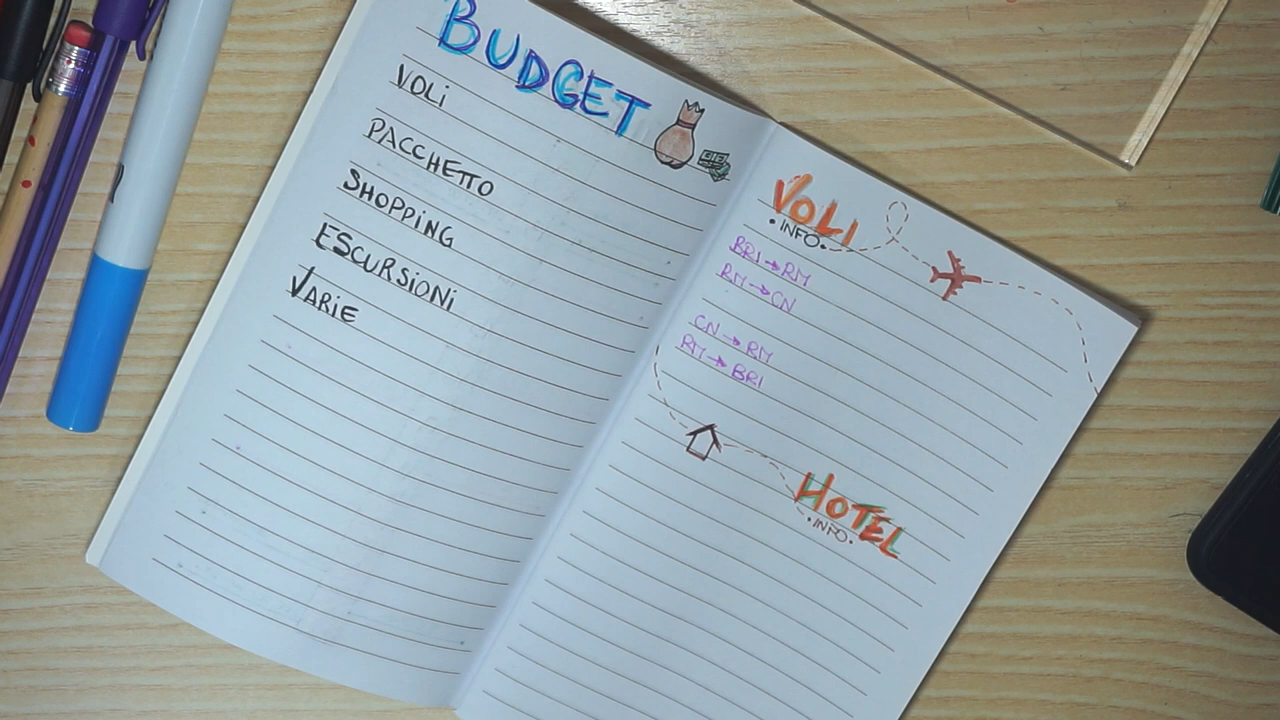 BUDGET
VOLi
PACCHETTO
SHOPPiNG
ESCURSiONi
VARiE
VOLI
• INFO •
BRI → RM
RM → CN
CN → RM
RM → BRI
HOTEL
• INFO •